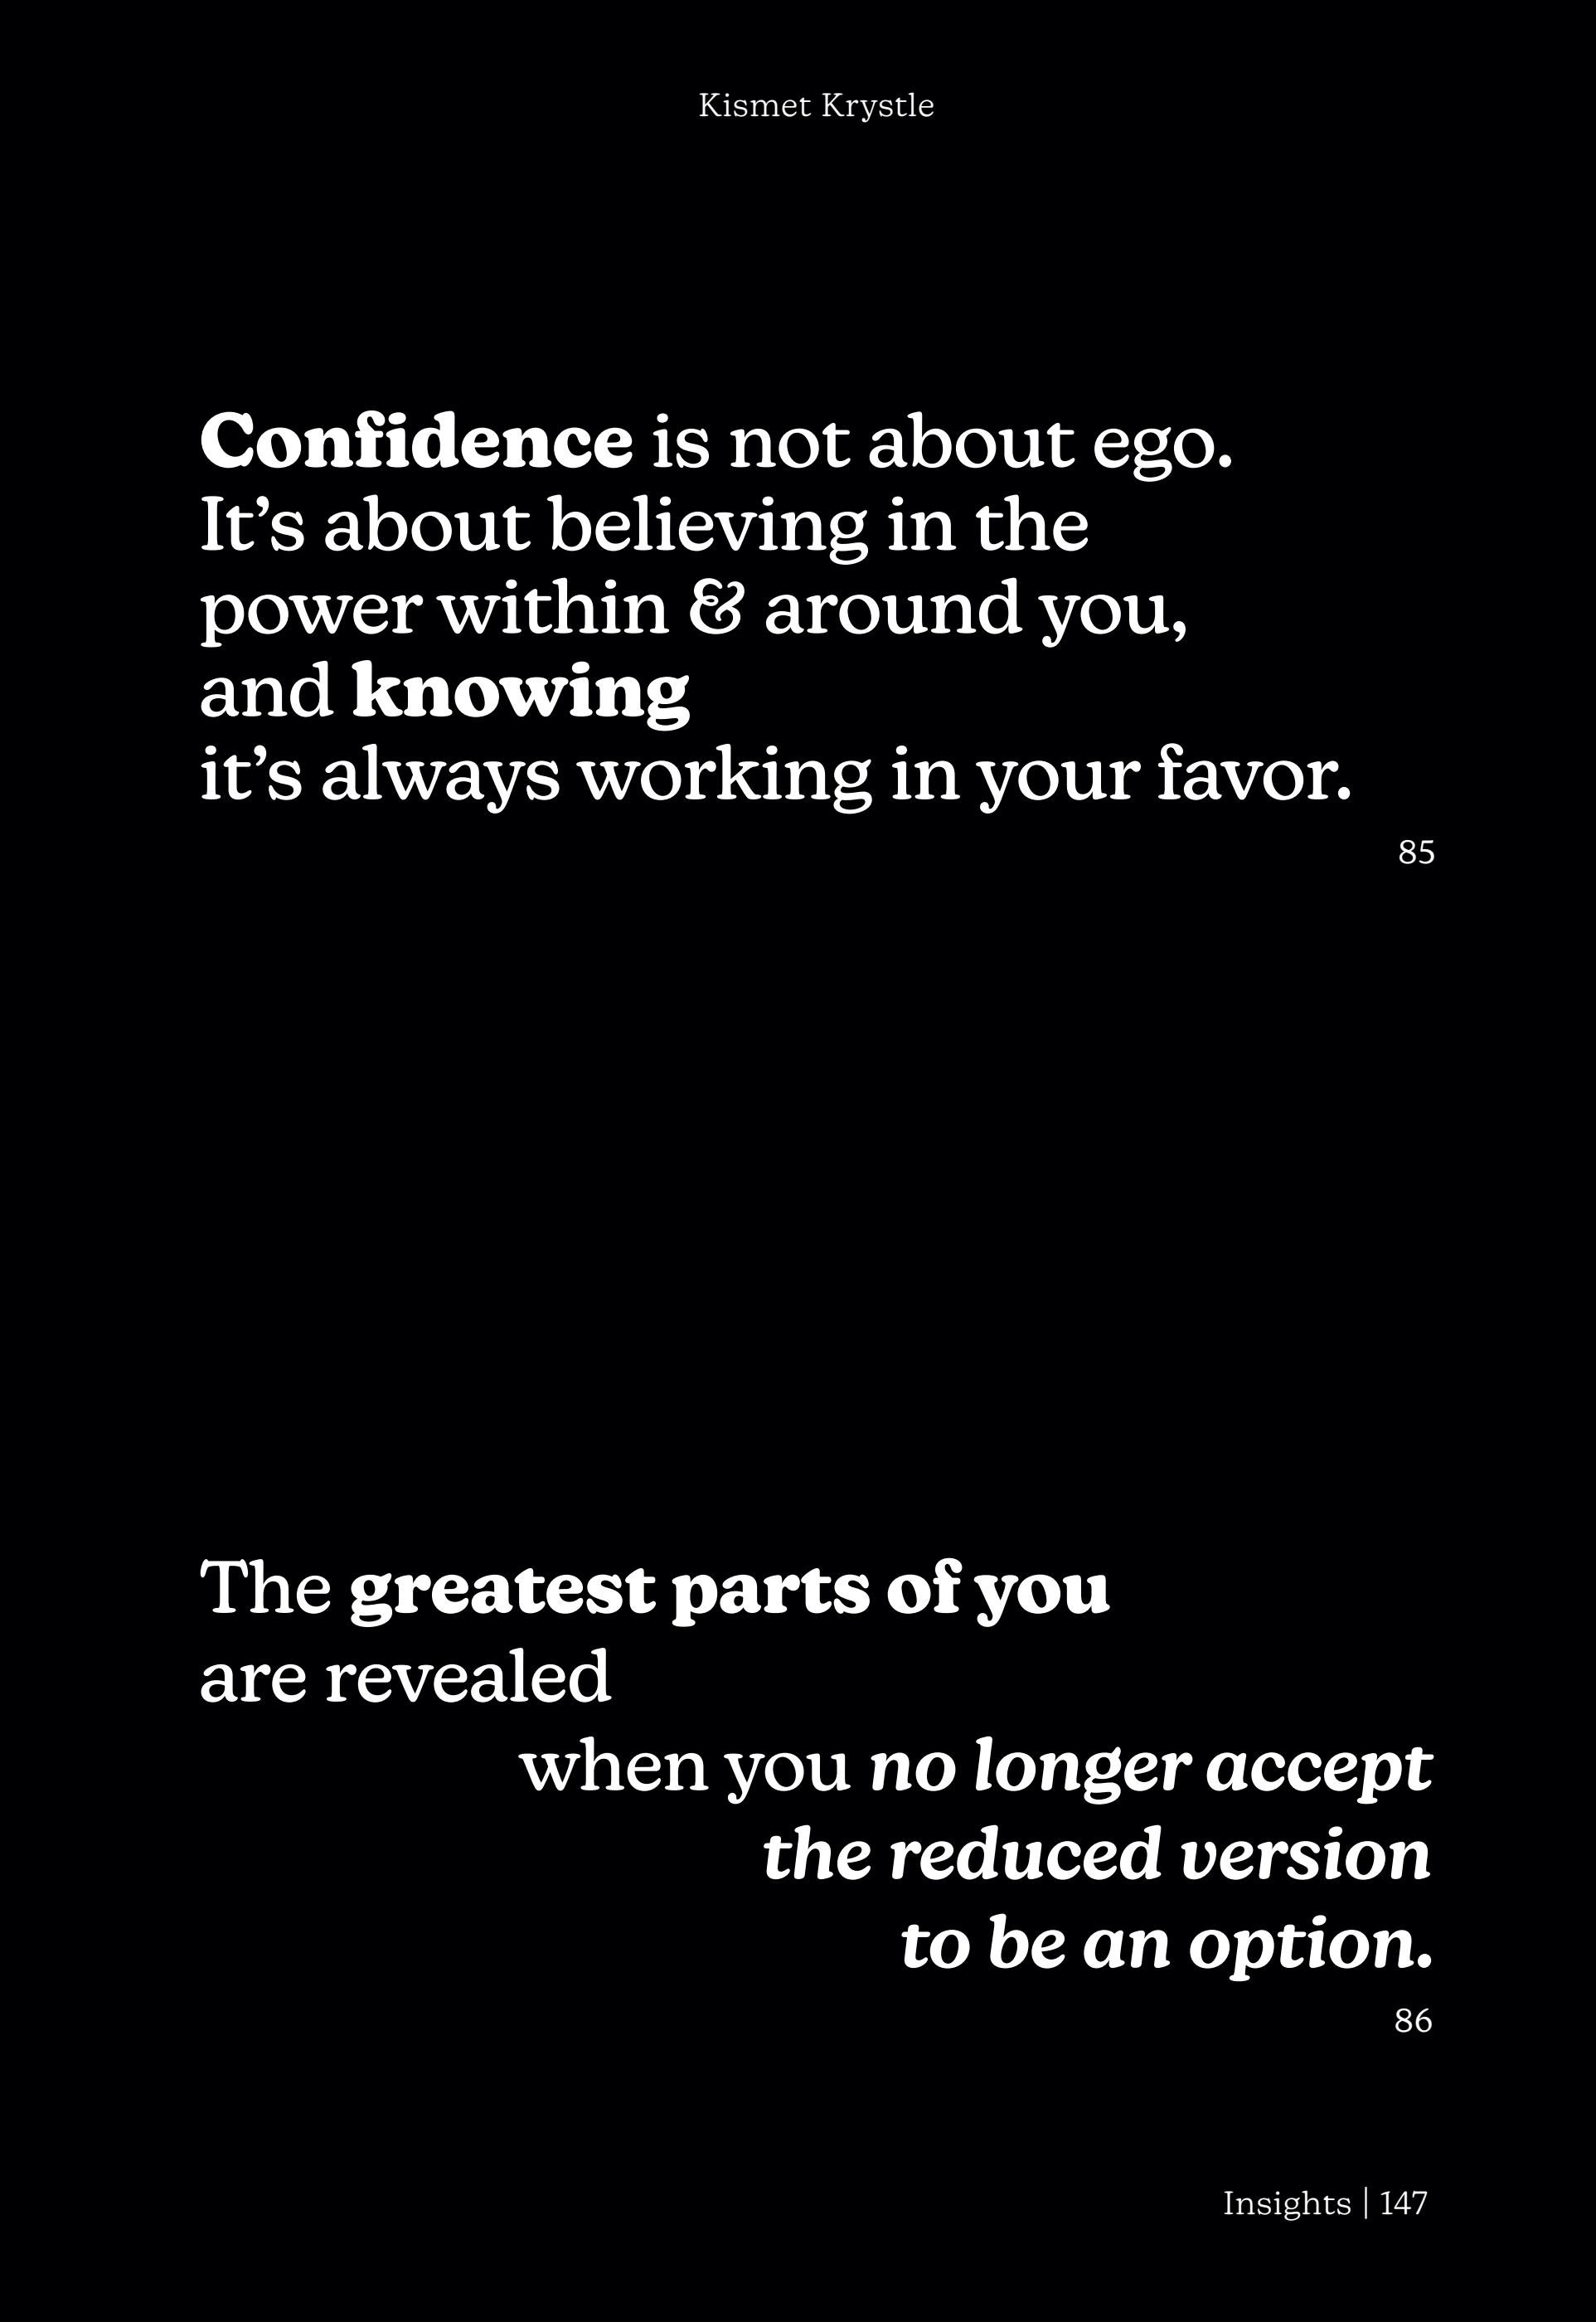 Kismet Krystle
Confidence is not about ego.
It’s about believing in the
power within & around you,
and knowing
it’s always working in your favor.
85
The greatest parts of you
are revealed
when you no longer accept
the reduced version
to be an option.
86
Insights | 147